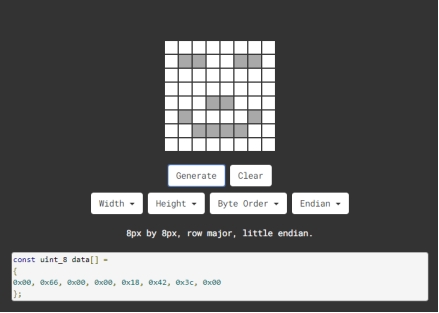 Generate Clear
Width Height Byte Order Endian
8px by 8px, row major, little endian.
const uint_8 data[] =
{
0x00, 0x66, 0x00, 0x00, 0x18, 0x42, 0x3c, 0x00
};